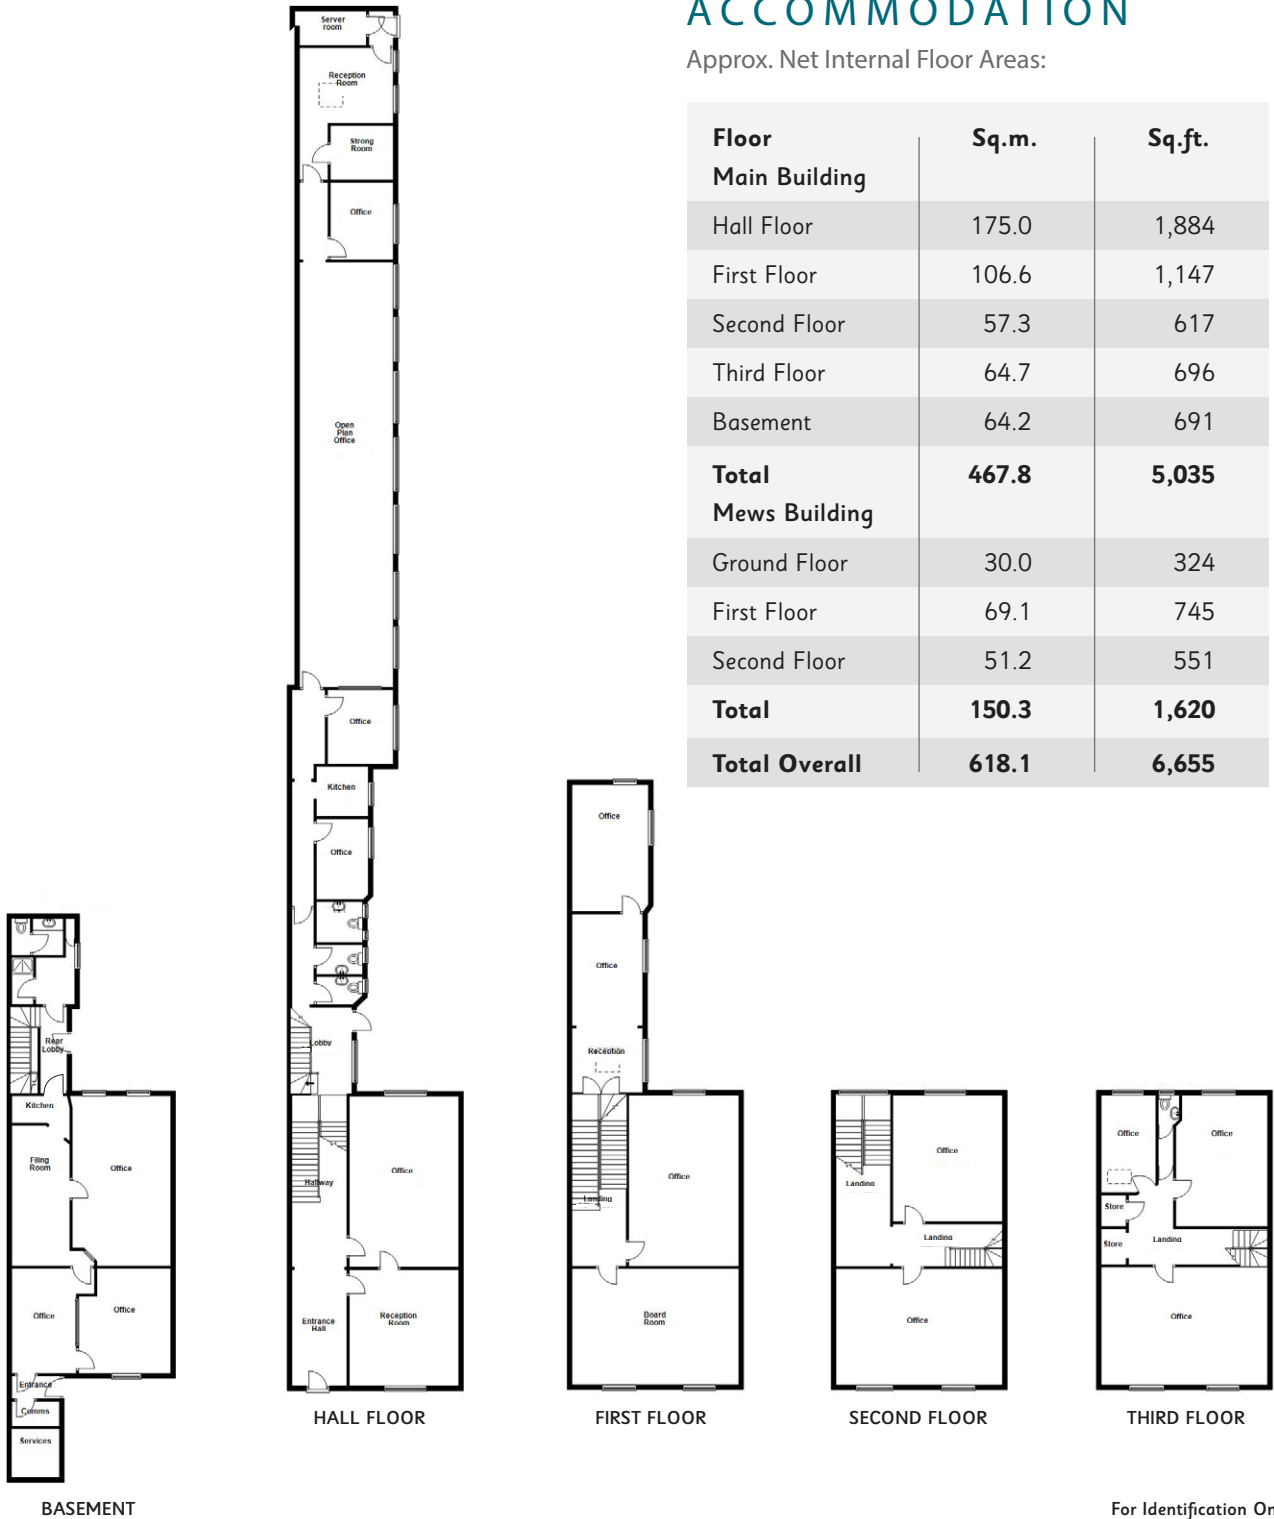 ACCOMMODATION
Approx. Net Internal Floor Areas:
Floor Sq.m. Sq.ft.
Main Building
Hall Floor 175.0 1,884
First Floor 106.6 1,147
Second Floor 57.3 617
Third Floor 64.7 696
Basement 64.2 691
Total 467.8 5,035
Mews Building
Ground Floor 30.0 324
First Floor 69.1 745
Second Floor 51.2 551
Total 150.3 1,620
Total Overall 618.1 6,655
Rear
Lobby
Kitchen
Filing
Room
Office
Office
Office
Entrance
Comms
Services
BASEMENT
Server
room
Reception
Room
Strong
Room
Office
Open
Plan
Office
Office
Kitchen
Office
Lobby
Hallway
Office
Entrance
Hall
Reception
Room
HALL FLOOR
Office
Office
Reception
Office
Landing
Board
Room
FIRST FLOOR
Office
Landing
Landing
Office
SECOND FLOOR
Office
Office
Store
Store
Landing
Office
THIRD FLOOR
For Identification On